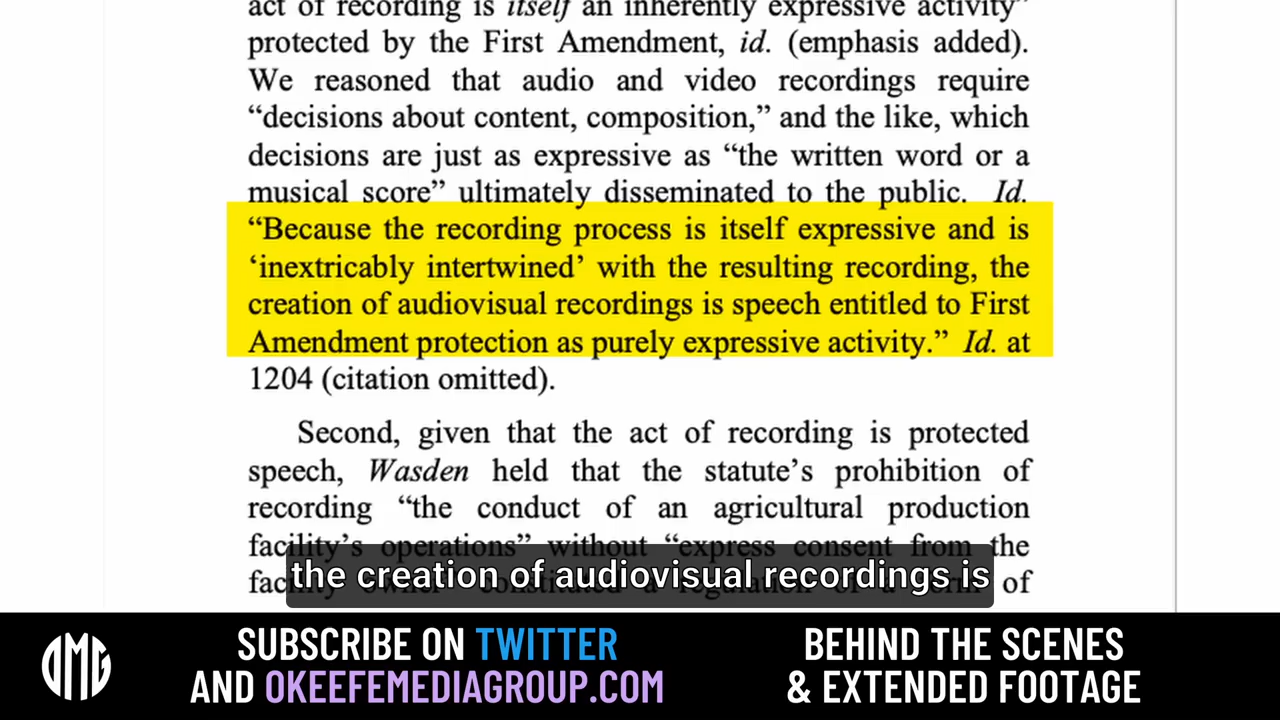 act of recording is itself an inherently expressive activity”
protected by the First Amendment, id. (emphasis added).
We reasoned that audio and video recordings require
“decisions about content, composition,” and the like, which
decisions are just as expressive as “the written word or a
musical score” ultimately disseminated to the public. Id.
“Because the recording process is itself expressive and is
‘inextricably intertwined’ with the resulting recording, the
creation of audiovisual recordings is speech entitled to First
Amendment protection as purely expressive activity.” Id. at
1204 (citation omitted).
Second, given that the act of recording is protected
speech, Wasden held that the statute’s prohibition of
recording “the conduct of an agricultural production
facility’s operations” without “express consent from the
of
the creation of audiovisual recordings is
OMG
SUBSCRIBE ON TWITTER
AND OKEEFEMEDIAGROUP.COM
BEHIND THE SCENES
& EXTENDED FOOTAGE